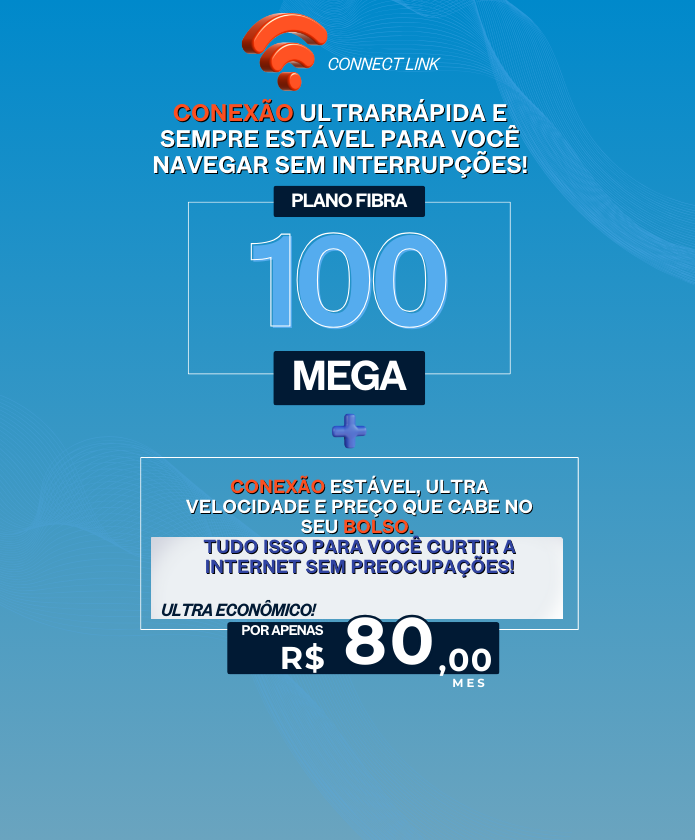 CONNECT LINK
CONEXÃO ULTRARRÁPIDA E
SEMPRE ESTÁVEL PARA VOCÊ
NAVEGAR SEM INTERRUPÇÕES!
PLANO FIBRA
100
MEGA
CONEXÃO ESTÁVEL, ULTRA
VELOCIDADE E PREÇO QUE CABE NO
SEU BOLSO.
TUDO ISSO PARA VOCÊ CURTIR A
INTERNET SEM PREOCUPAÇÕES!
ULTRA ECONÔMICO!
POR APENAS
R$ 80,00
MES